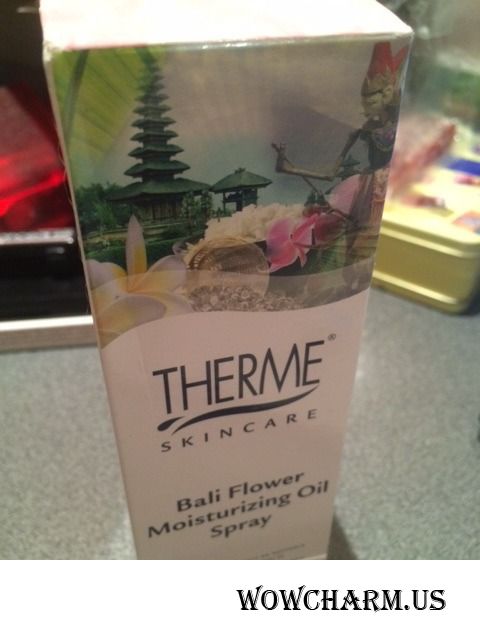 THERME®
SKINCARE
Bali Flower
Moisturizing Oil
Spray
WOWCHARM.US